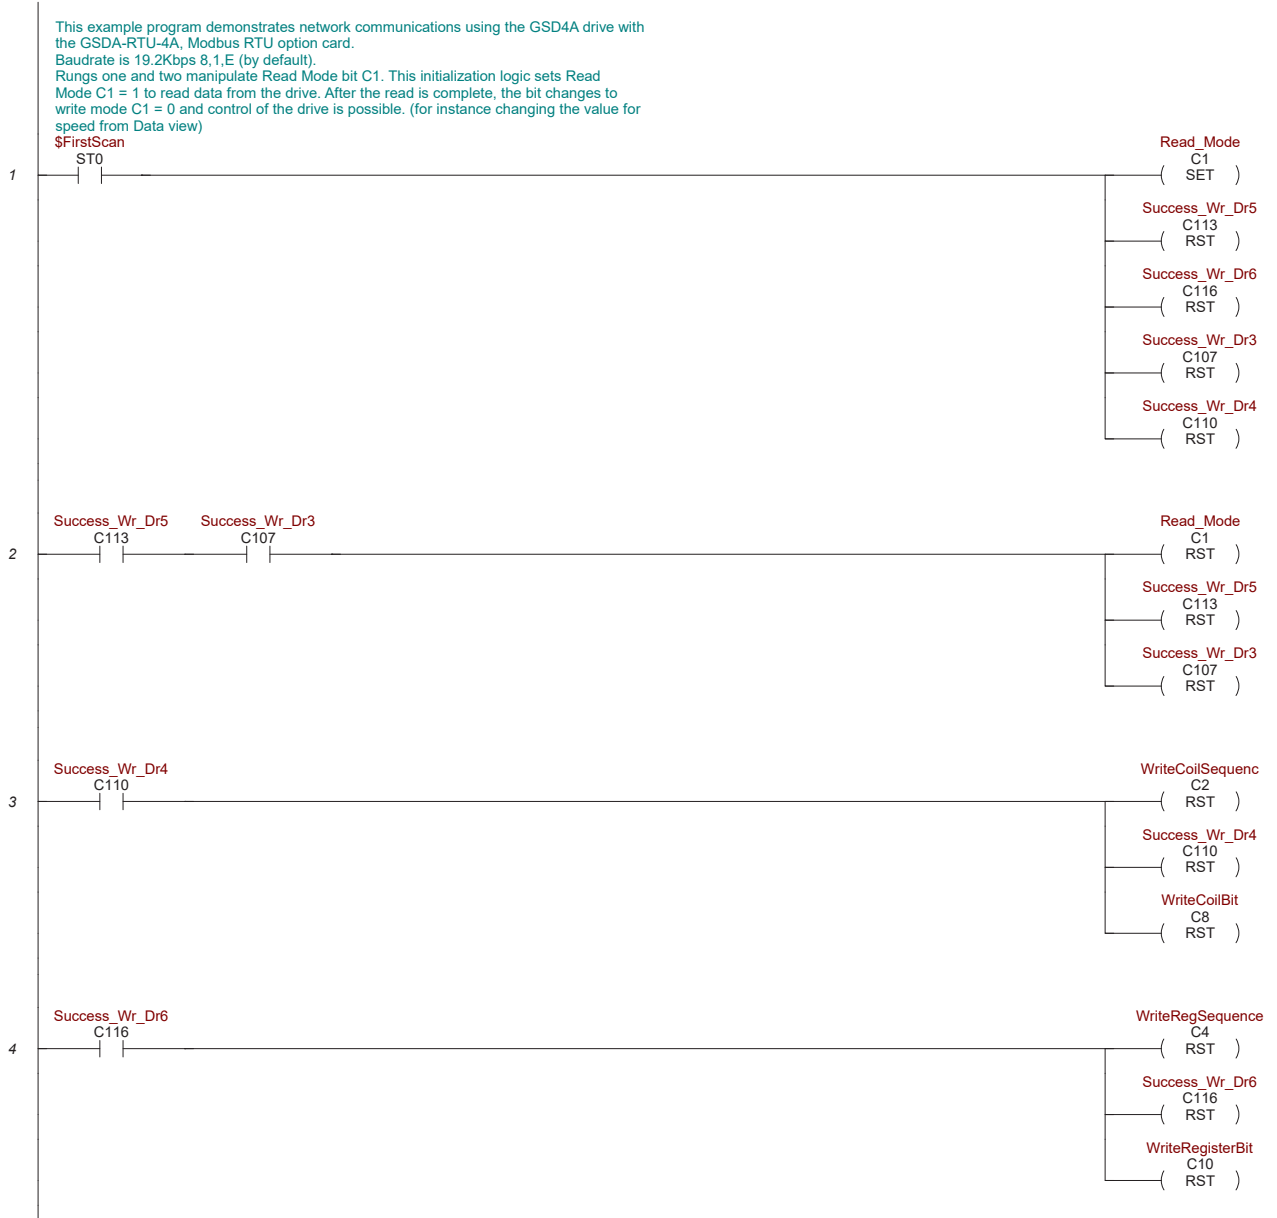 This example program demonstrates network communications using the GSD4A drive with
the GSDA-RTU-4A, Modbus RTU option card.
Baudrate is 19.2Kbps 8,1,E (by default).
Rungs one and two manipulate Read Mode bit C1. This initialization logic sets Read
Mode C1 = 1 to read data from the drive. After the read is complete, the bit changes to
write mode C1 = 0 and control of the drive is possible. (for instance changing the value for
speed from Data view)
$FirstScan
ST0
1
Read_Mode
C1
SET
Success_Wr_Dr5
C113
RST
Success_Wr_Dr6
C116
RST
Success_Wr_Dr3
C107
RST
Success_Wr_Dr4
C110
RST
Success_Wr_Dr5 Success_Wr_Dr3
C113 C107
2
Read_Mode
C1
RST
Success_Wr_Dr5
C113
RST
Success_Wr_Dr3
C107
RST
Success_Wr_Dr4
C110
3
WriteCoilSequenc
C2
RST
Success_Wr_Dr4
C110
RST
WriteCoilBit
C8
RST
Success_Wr_Dr6
C116
4
WriteRegSequence
C4
RST
Success_Wr_Dr6
C116
RST
WriteRegisterBit
C10
RST